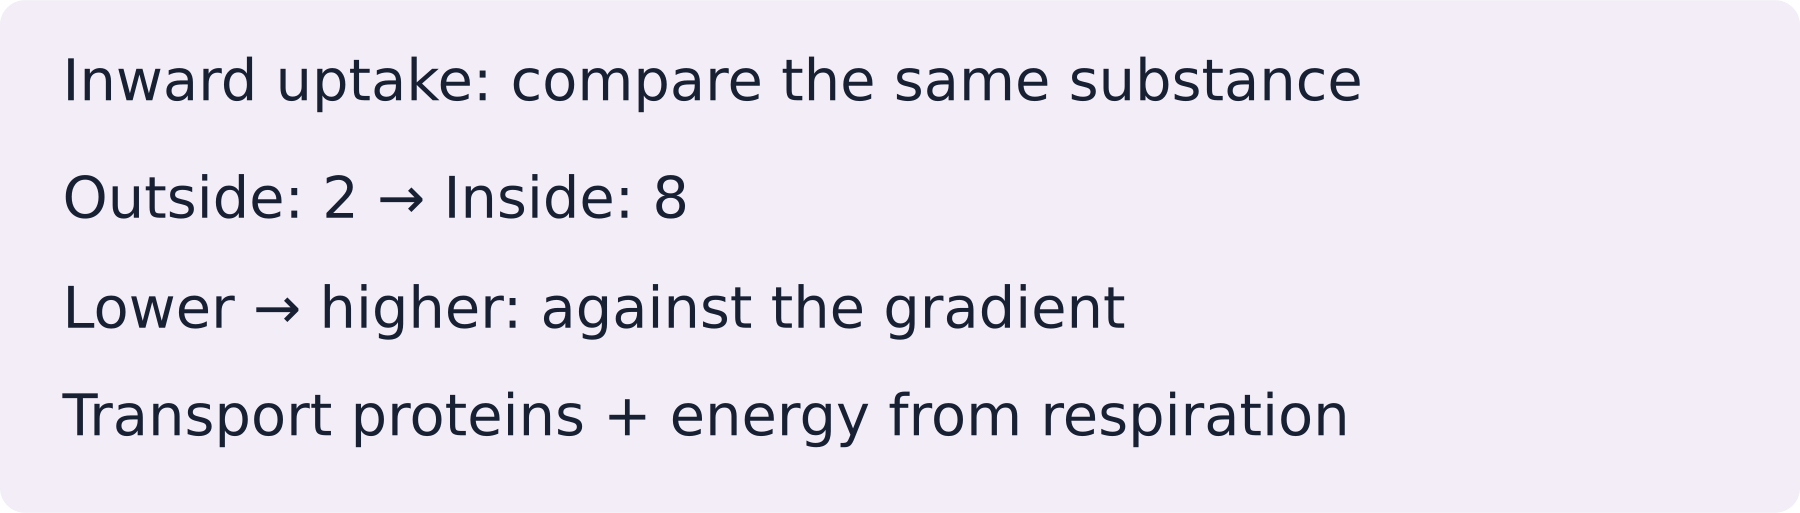 Inward uptake: compare the same substance
Outside: 2 → Inside: 8
Lower → higher: against the gradient
Transport proteins + energy from respiration